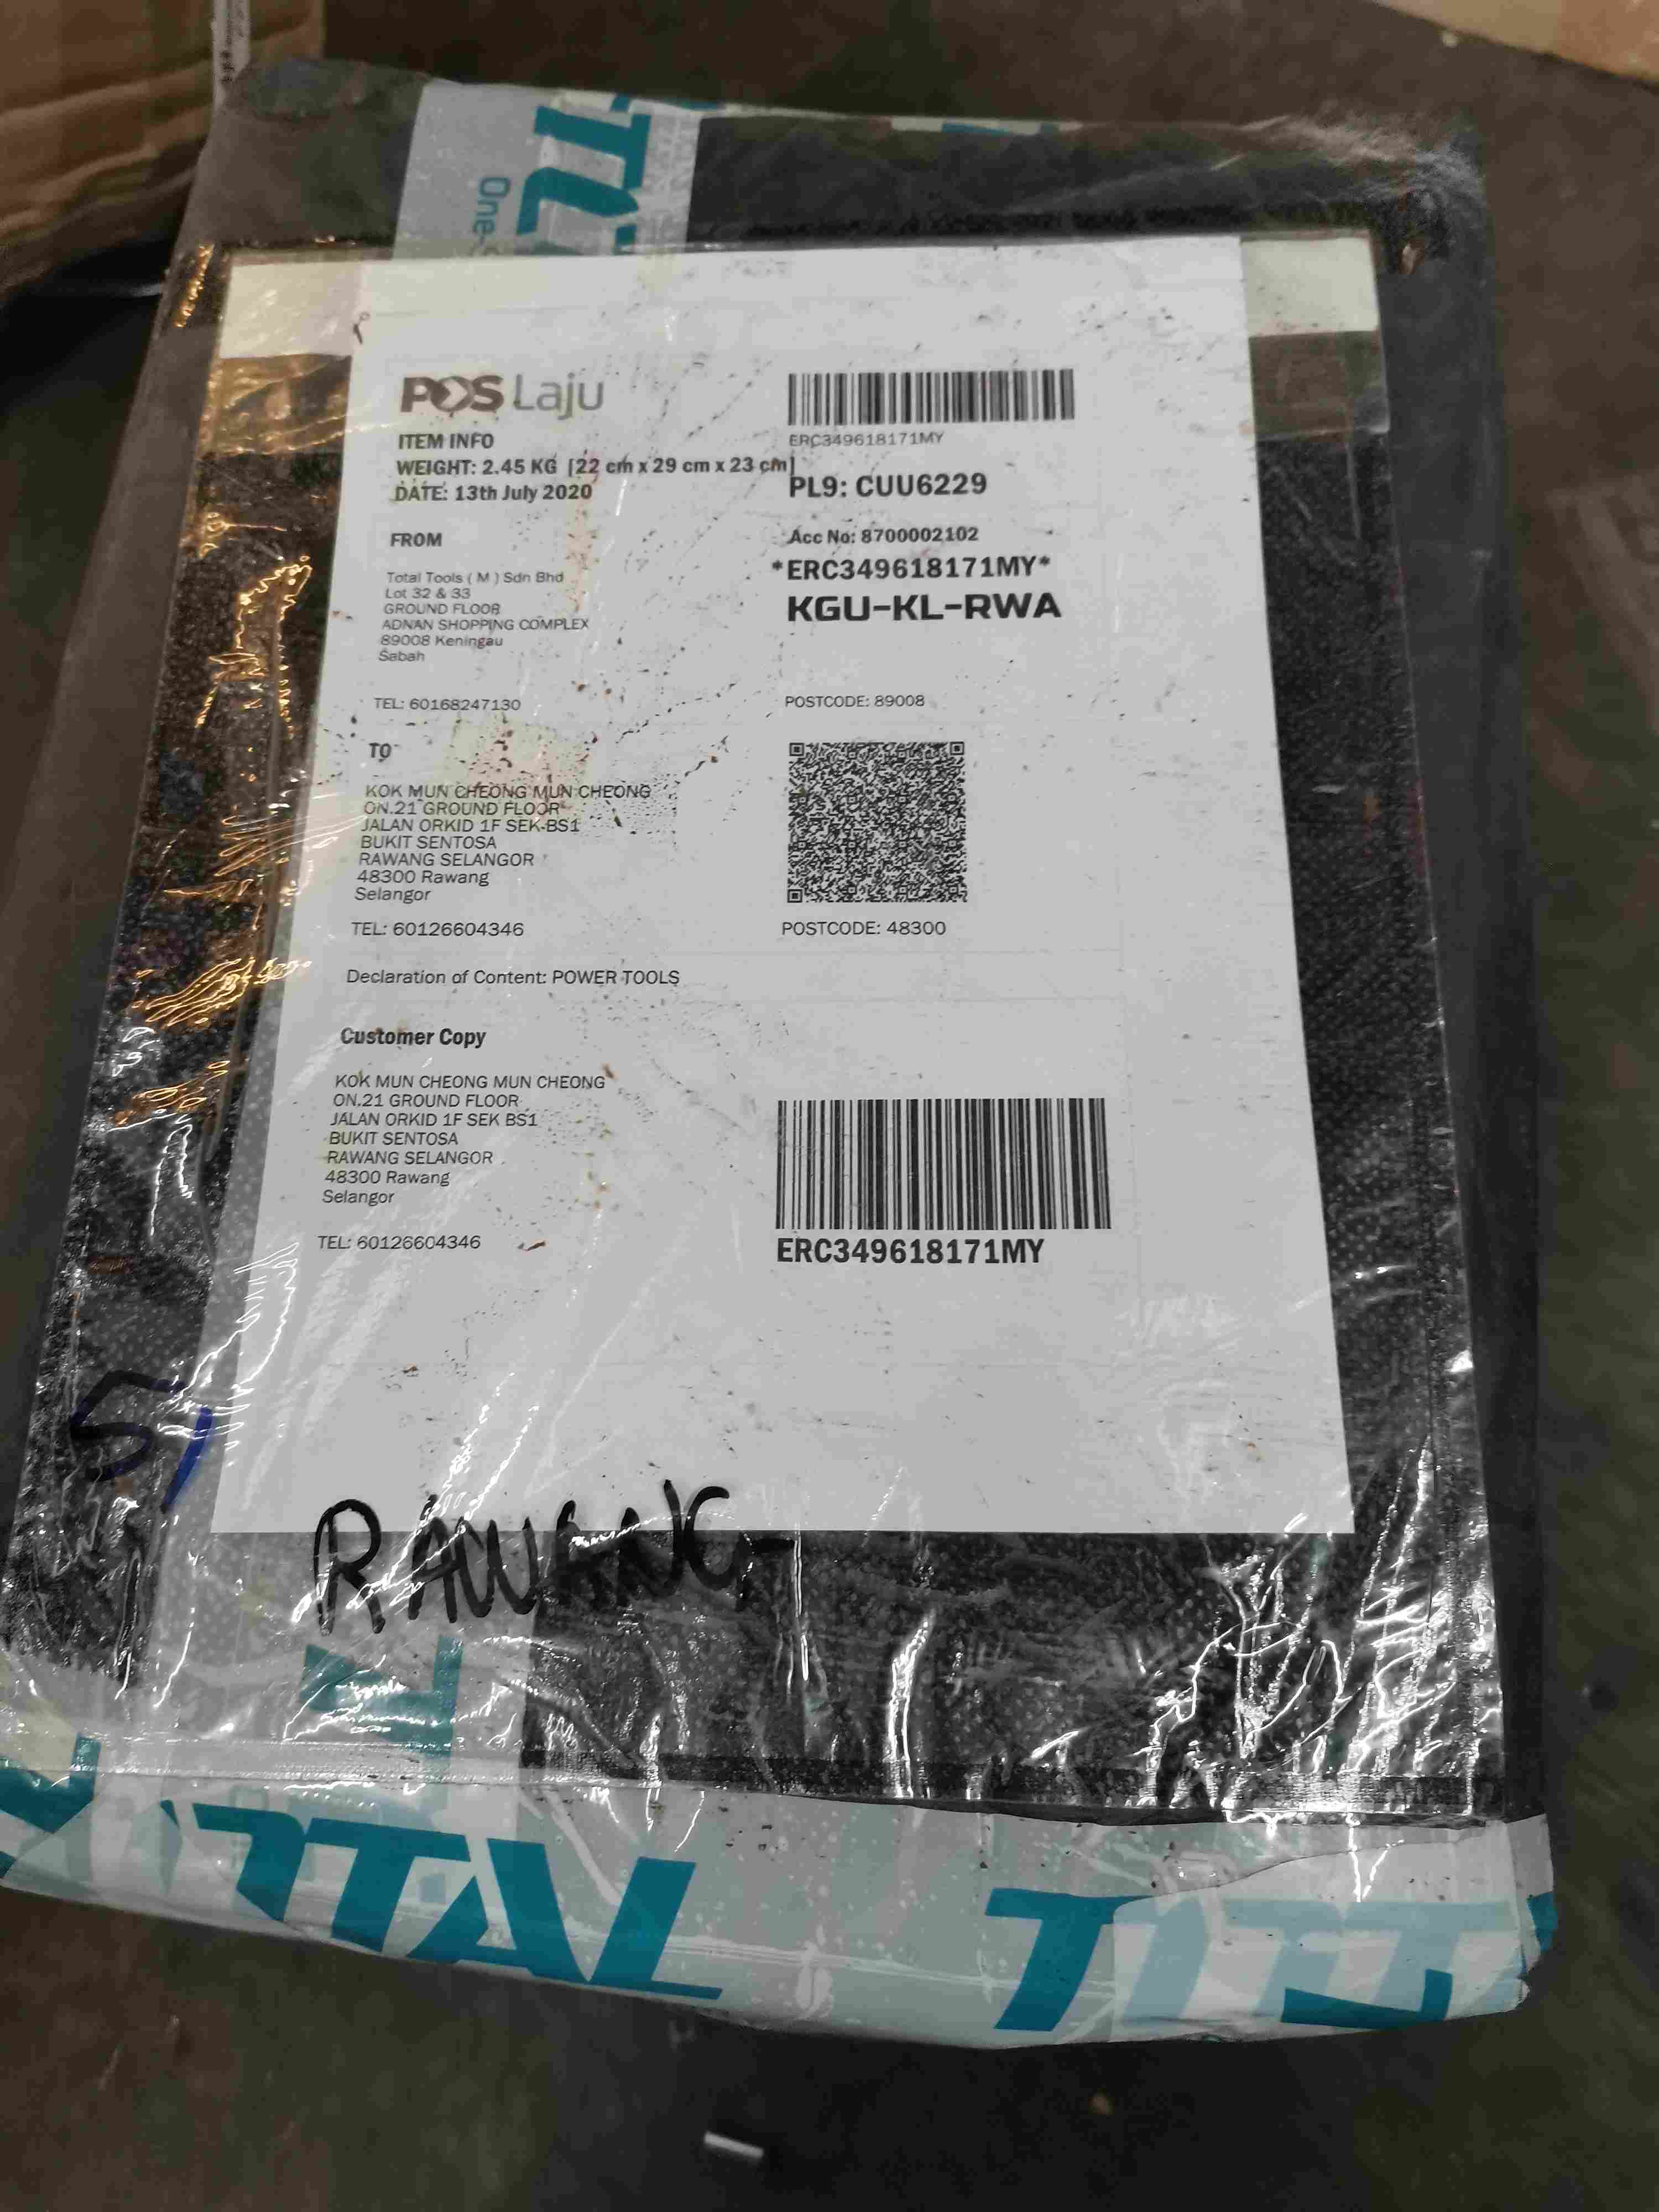 One-
POS Laju
ITEM INFO
WEIGHT: 2.45 KG [22 cm x 29 cm x 23 cm]
DATE: 13th July 2020
ERC349618171MY
PL9: CUU6229
FROM
Total Tools ( M ) Sdn Bhd
Lot 32 & 33
GROUND FLOOR
ADNAN SHOPPING COMPLEX
89008 Keningau
Sabah
TEL: 60168247130
Acc No: 8700002102
*ERC349618171MY*
KGU-KL-RWA
POSTCODE: 89008
TO
KOK MUN CHEONG MUN CHEONG
ON.21 GROUND FLOOR
JALAN ORKID 1F SEK-BS1
BUKIT SENTOSA
RAWANG SELANGOR
48300 Rawang
Selangor
TEL: 60126604346
POSTCODE: 48300
Declaration of Content: POWER TOOLS
Customer Copy
KOK MUN CHEONG MUN CHEONG
ON.21 GROUND FLOOR
JALAN ORKID 1F SEK BS1
BUKIT SENTOSA
RAWANG SELANGOR
48300 Rawang
Selangor
TEL: 60126604346
ERC349618171MY
RAWANG